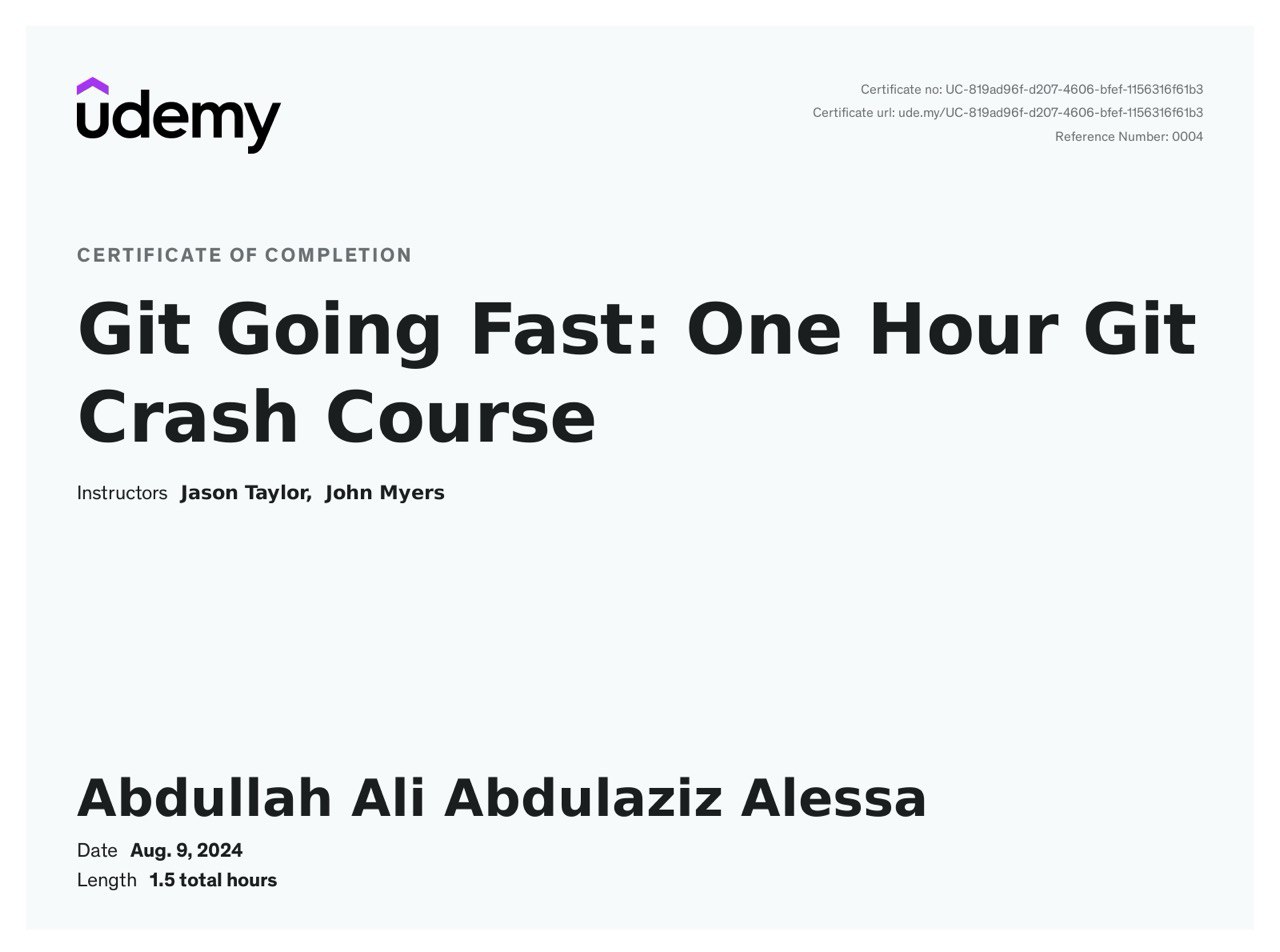 udemy
Certificate no: UC-819ad96f-d207-4606-bfef-1156316f61b3
Certificate url: ude.my/UC-819ad96f-d207-4606-bfef-1156316f61b3
Reference Number: 0004
CERTIFICATE OF COMPLETION
Git Going Fast: One Hour Git
Crash Course
Instructors Jason Taylor, John Myers
Abdullah Ali Abdulaziz Alessa
Date Aug. 9, 2024
Length 1.5 total hours